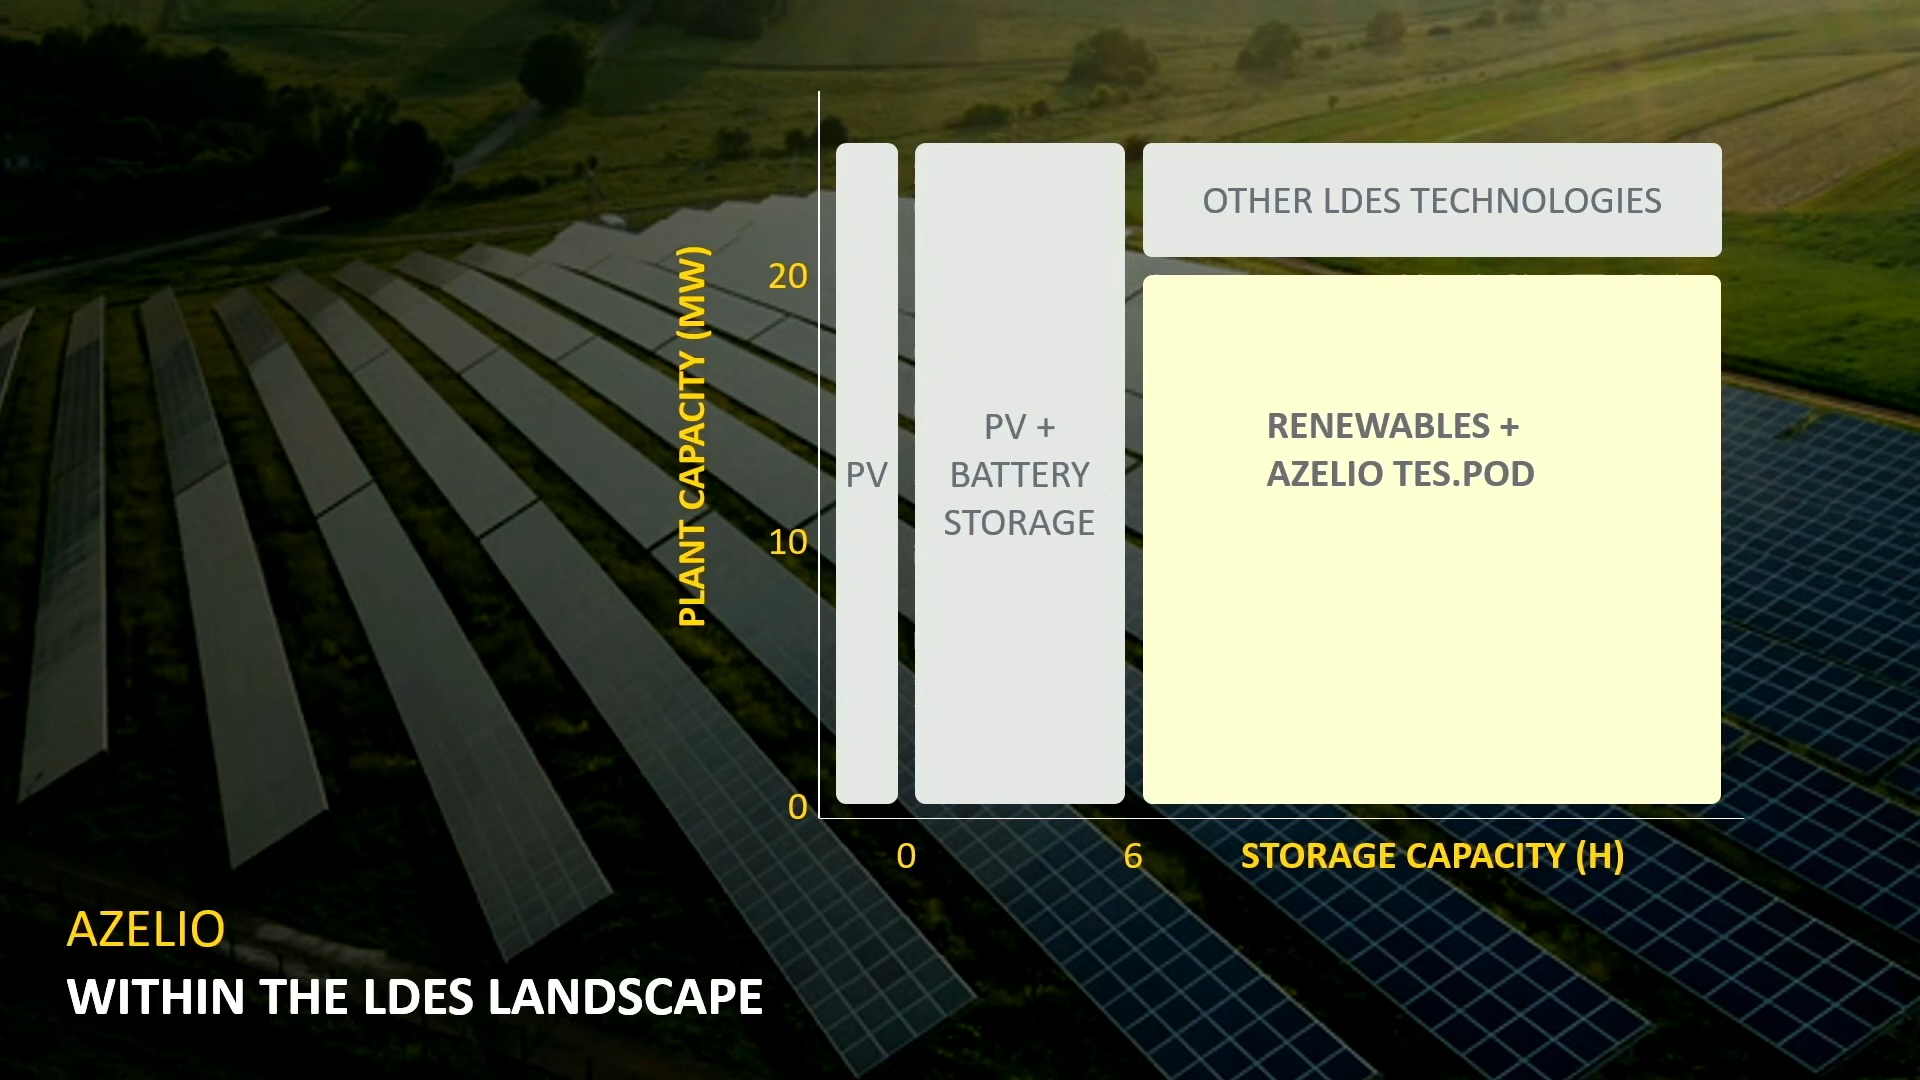 OTHER LDES TECHNOLOGIES
PLANT CAPACITY (MW)
20
10
0
PV
PV +
BATTERY
STORAGE
RENEWABLES +
AZELIO TES.POD
0
6
STORAGE CAPACITY (H)
AZELIO
WITHIN THE LDES LANDSCAPE